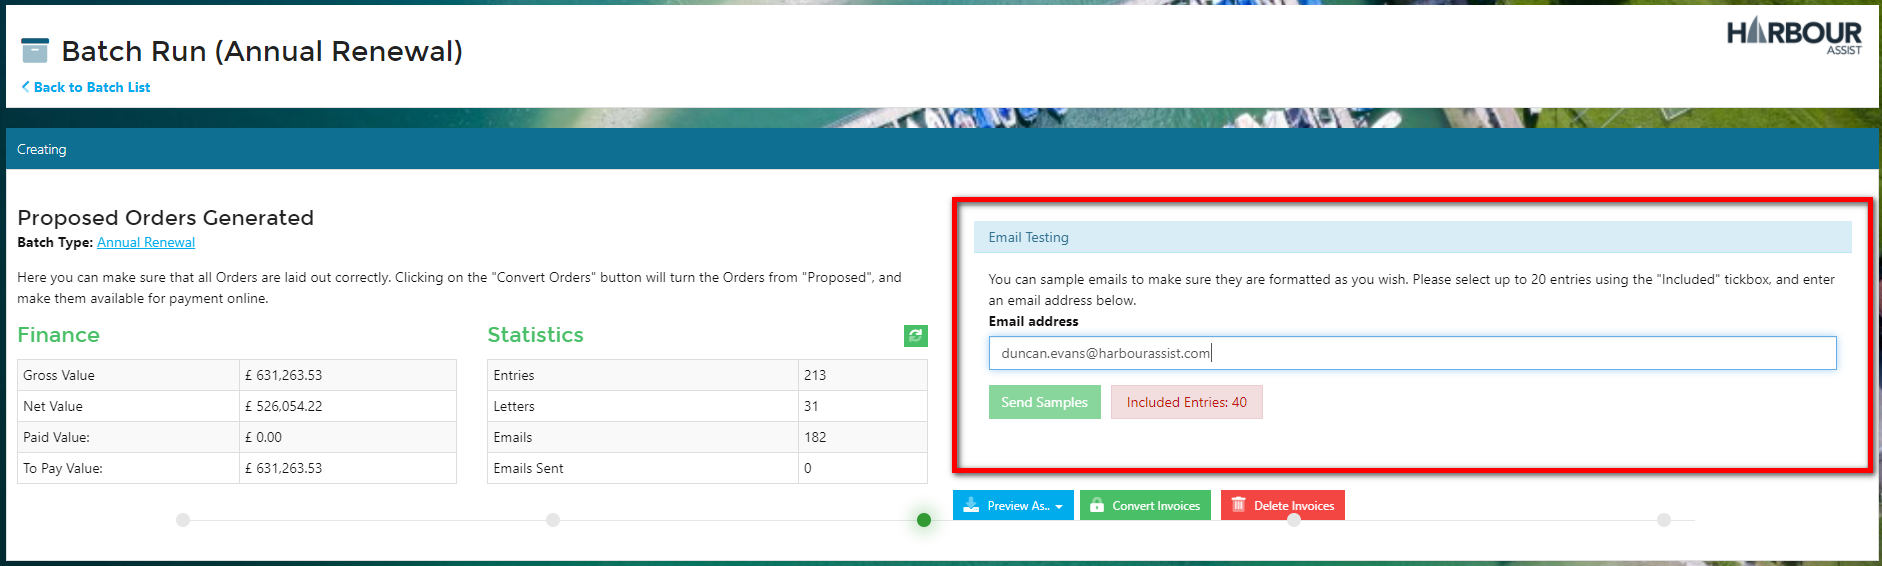 Batch Run (Annual Renewal)
HARBOUR
ASSIST
Back to Batch List
Creating
Proposed Orders Generated
Batch Type: Annual Renewal
Here you can make sure that all Orders are laid out correctly. Clicking on the "Convert Orders" button will turn the Orders from "Proposed", and
make them available for payment online.
Finance
Gross Value £ 631,263.53
Net Value £ 526,054.22
Paid Value: £ 0.00
To Pay Value: £ 631,263.53
Statistics
Entries 213
Letters 31
Emails 182
Emails Sent 0
Email Testing
You can sample emails to make sure they are formatted as you wish. Please select up to 20 entries using the "Included" tickbox, and enter
an email address below.
Email address
duncan.evans@harbourassist.com
Send Samples Included Entries: 40
Preview As.. Convert Invoices Delete Invoices